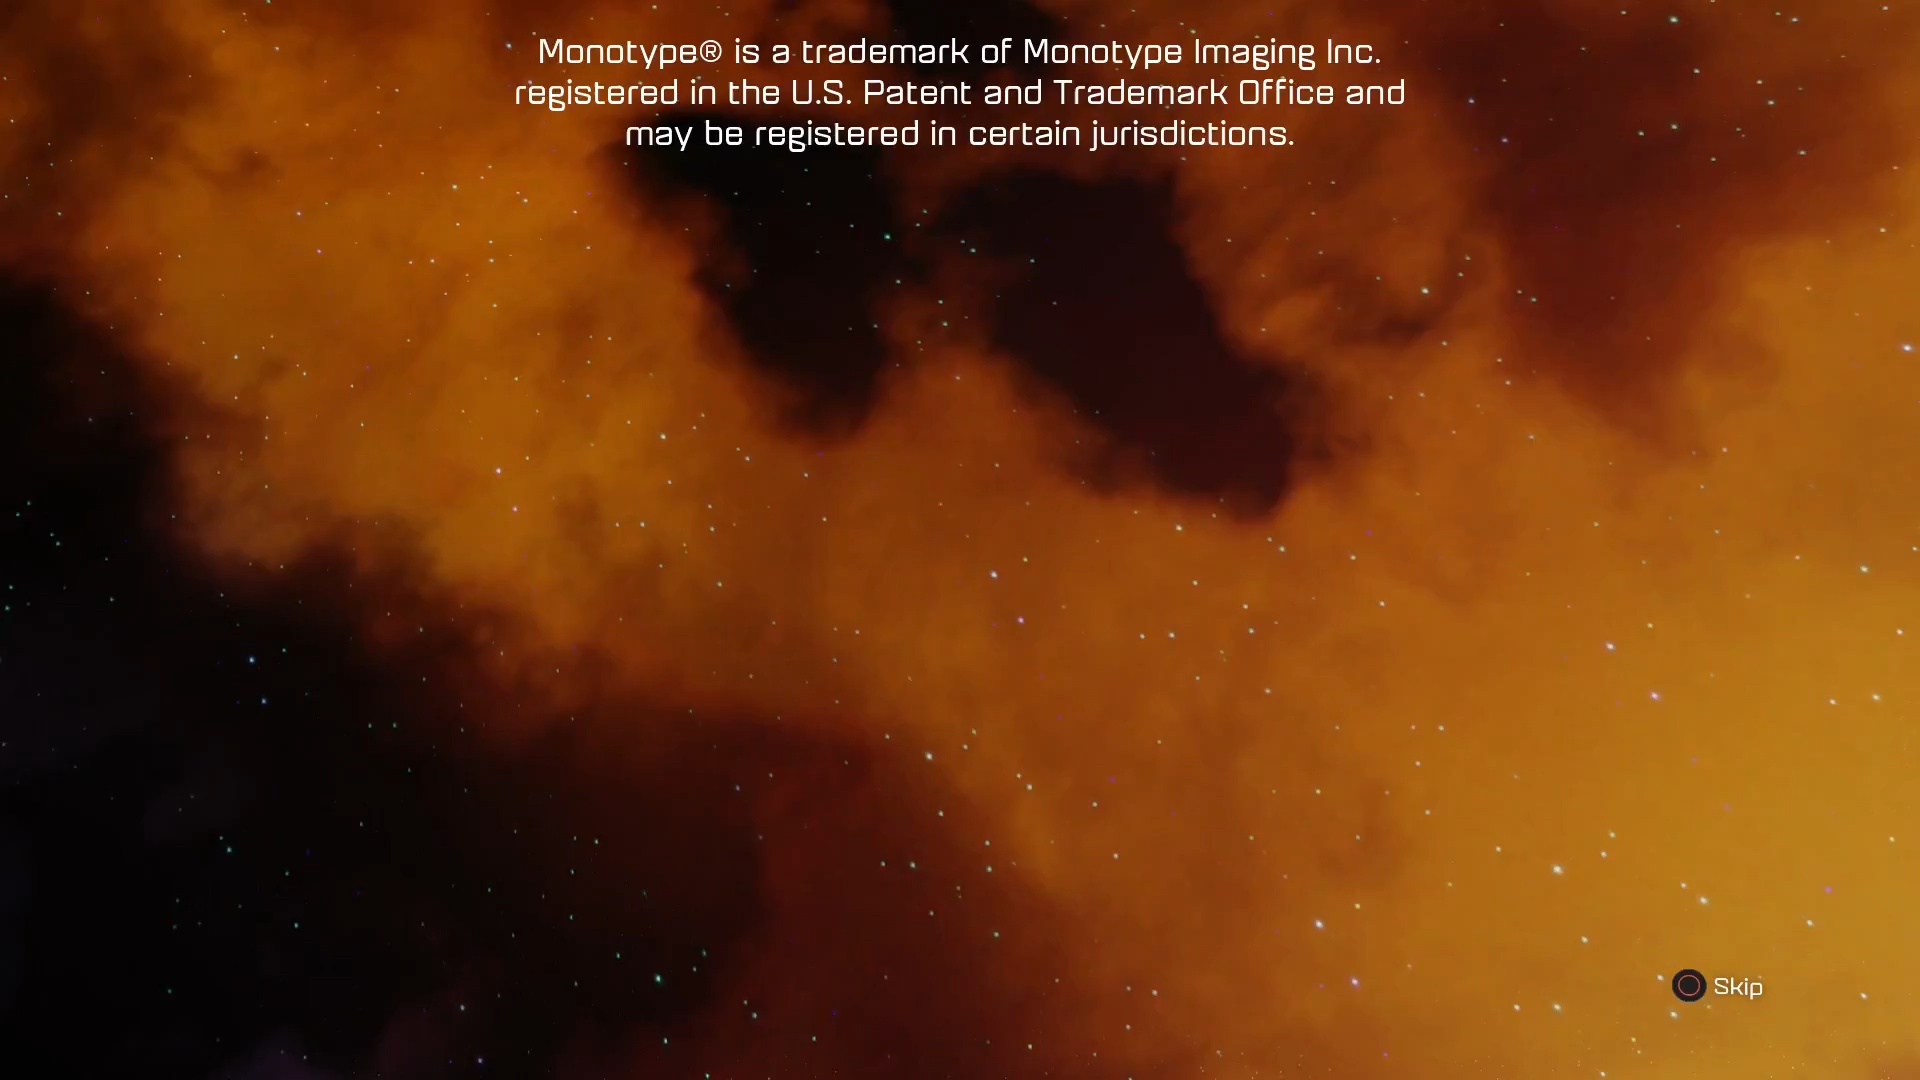 Monotype® is a trademark of Monotype Imaging Inc.
registered in the U.S. Patent and Trademark Office and
may be registered in certain jurisdictions.
Skip